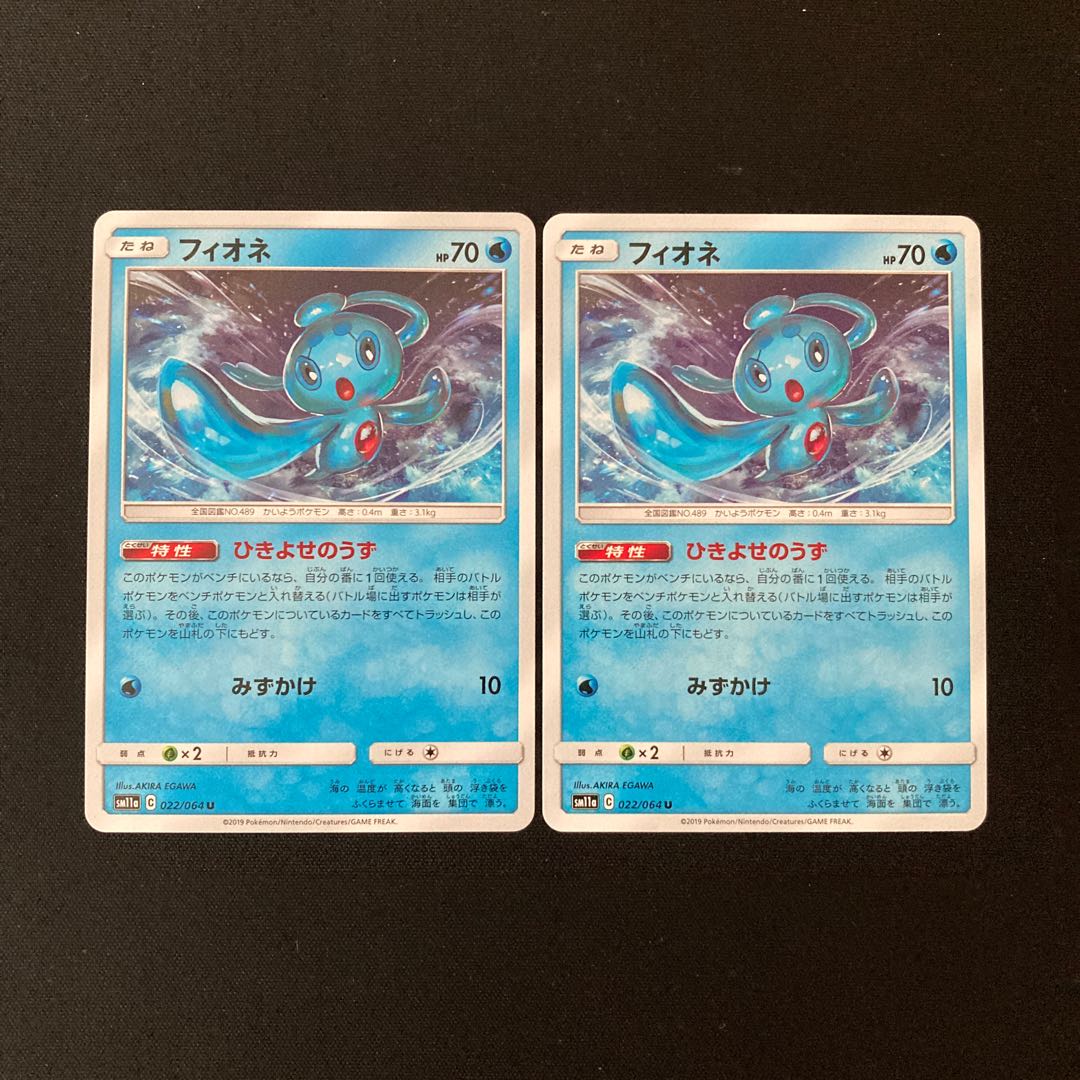 たね フィオネ HP70
全国図鑑NO.489 かいようポケモン 高さ:0.4m 重さ:3.1kg
とくせい
特性 ひきよせのうず
このポケモンがベンチにいるなら、自分の番に1回使える。相手のバトル
ポケモンをベンチポケモンと入れ替える(バトル場に出すポケモンは相手が
選ぶ)。その後、このポケモンについているカードをすべてトラッシュし、この
ポケモンを山札の下にもどす。
みずかけ 10
弱点 ×2 抵抗力 にげる
Illus.AKIRA EGAWA
海の 温度が 高くなると 頭の 浮き袋を
ふくらませて 海面を 集団で 漂う。
sm11a C 022/064 U
©2019 Pokémon/Nintendo/Creatures/GAME FREAK.
たね フィオネ HP70
全国図鑑NO.489 かいようポケモン 高さ:0.4m 重さ:3.1kg
とくせい
特性 ひきよせのうず
このポケモンがベンチにいるなら、自分の番に1回使える。相手のバトル
ポケモンをベンチポケモンと入れ替える(バトル場に出すポケモンは相手が
選ぶ)。その後、このポケモンについているカードをすべてトラッシュし、この
ポケモンを山札の下にもどす。
みずかけ 10
弱点 ×2 抵抗力 にげる
Illus.AKIRA EGAWA
海の 温度が 高くなると 頭の 浮き袋を
ふくらませて 海面を 集団で 漂う。
sm11a C 022/064 U
©2019 Pokémon/Nintendo/Creatures/GAME FREAK.